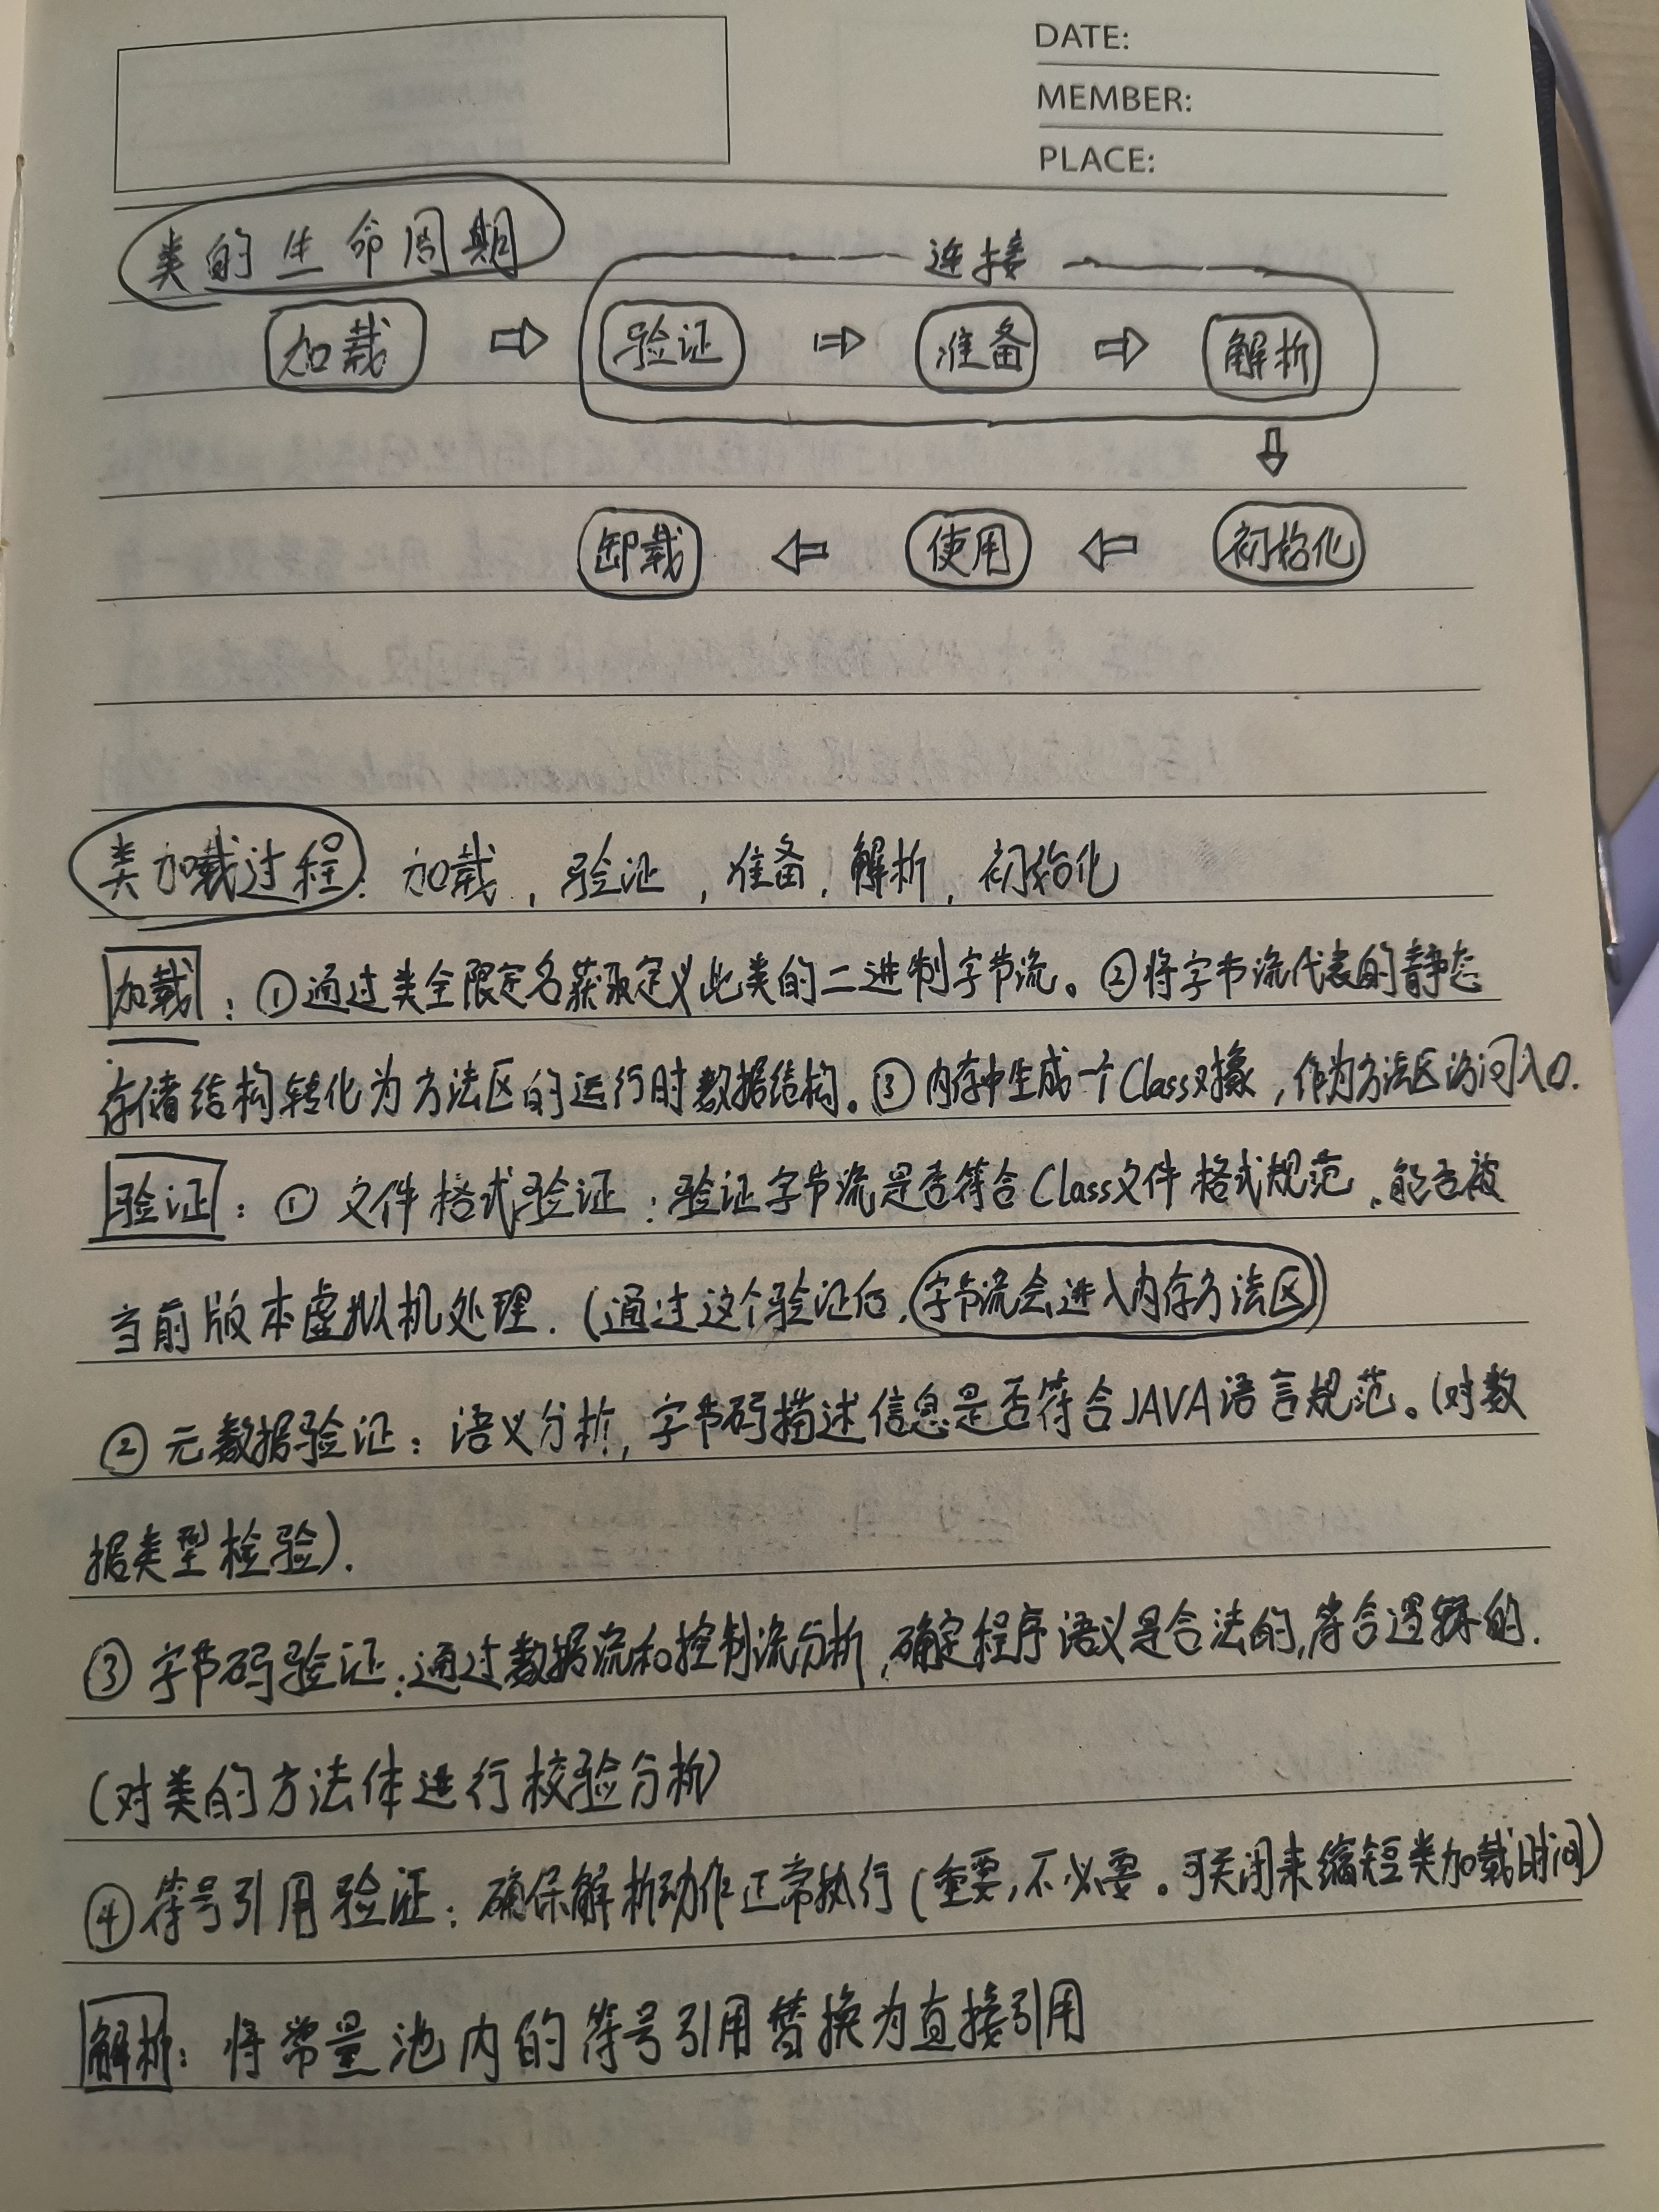 DATE:
MEMBER:
PLACE:
类的生命周期
连接
加载 ⇨ 验证 ⇨ 准备 ⇨ 解析
⇩
卸载 ⇦ 使用 ⇦ 初始化
类加载过程：加载，验证，准备，解析，初始化
加载：①通过类全限定名获取定义此类的二进制字节流。②将字节流代表的静态
存储结构转化为方法区的运行时数据结构。③内存中生成一个Class对象，作为方法区访问入口.
验证：①文件格式验证：验证字节流是否符合Class文件格式规范，能否被
当前版本虚拟机处理.（通过这个验证后，字节流会进入内存方法区）
②元数据验证：语义分析，字节码描述信息是否符合JAVA语言规范。（对数
据类型检验）.
③字节码验证：通过数据流和控制流分析，确定程序语义是合法的，符合逻辑的.
（对类的方法体进行校验分析）
④符号引用验证：确保解析动作正常执行（重要，不必要。可关闭来缩短类加载时间）
解析：将常量池内的符号引用替换为直接引用